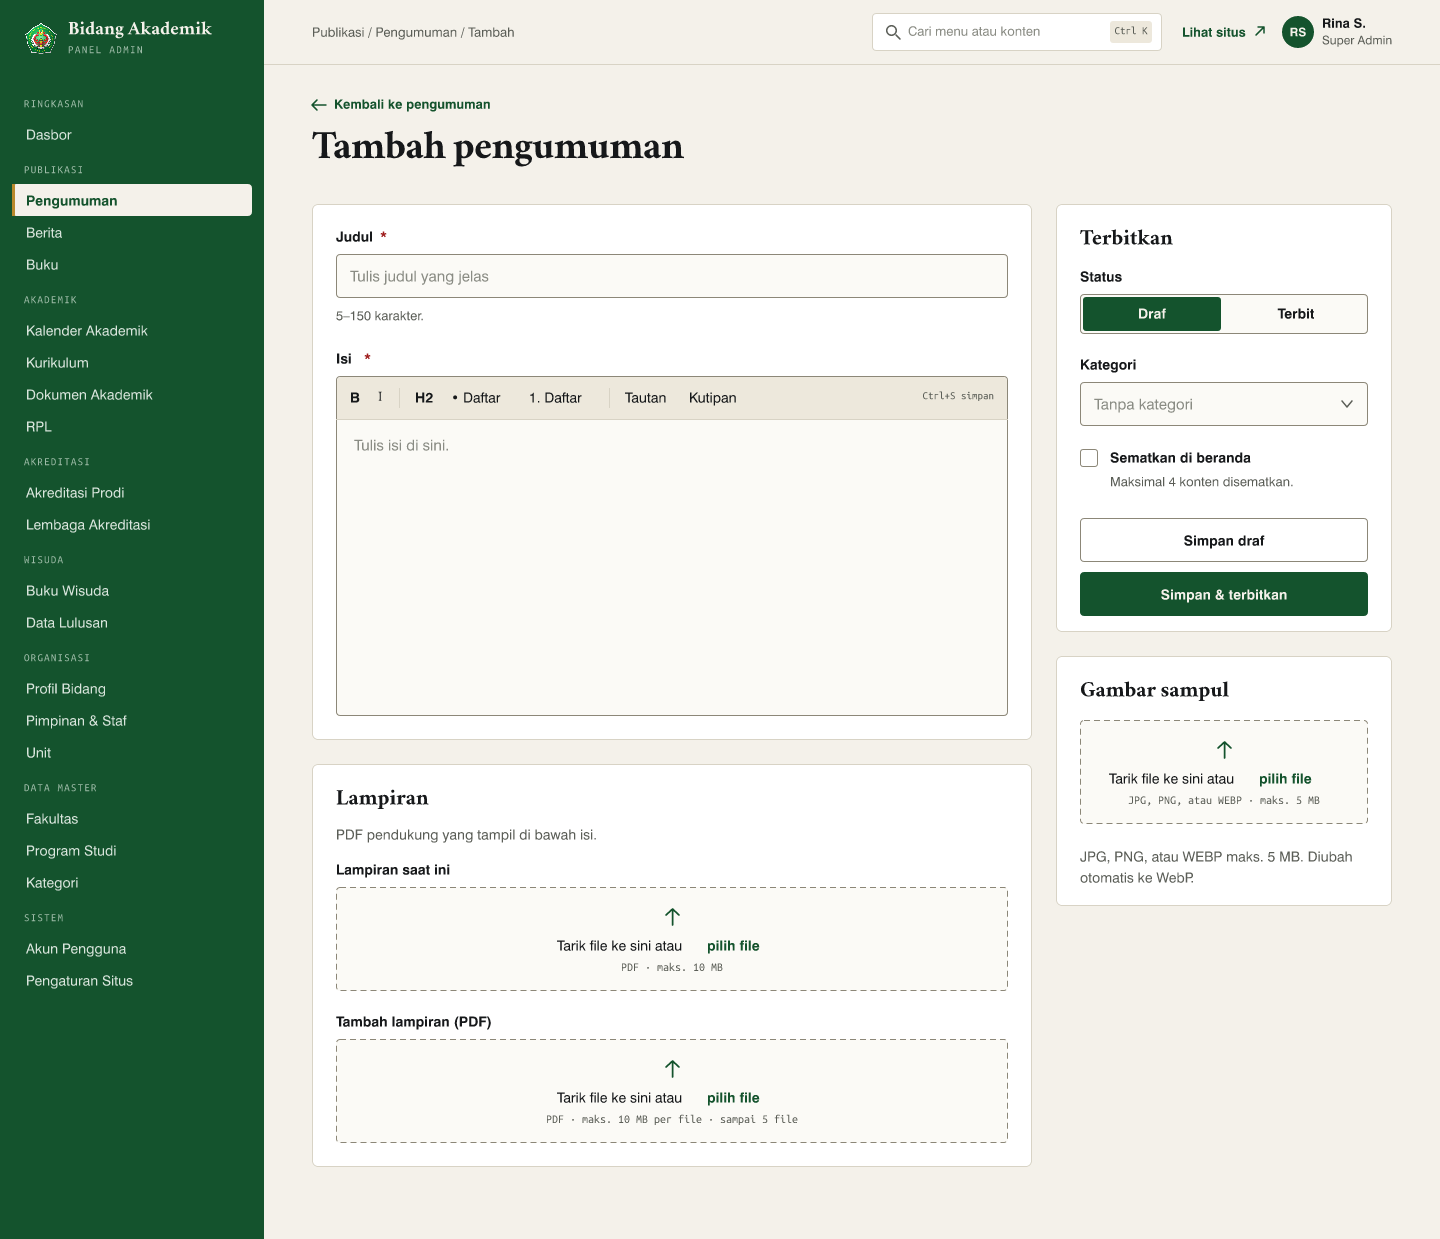 Bidang Akademik
PANEL ADMIN
RINGKASAN
Dasbor
PUBLIKASI
Pengumuman
Berita
Buku
AKADEMIK
Kalender Akademik
Kurikulum
Dokumen Akademik
RPL
AKREDITASI
Akreditasi Prodi
Lembaga Akreditasi
WISUDA
Buku Wisuda
Data Lulusan
ORGANISASI
Profil Bidang
Pimpinan & Staf
Unit
DATA MASTER
Fakultas
Program Studi
Kategori
SISTEM
Akun Pengguna
Pengaturan Situs
Publikasi / Pengumuman / Tambah
Cari menu atau konten
Ctrl K
Lihat situs
RS
Rina S.
Super Admin
Kembali ke pengumuman
Tambah pengumuman
Judul *
Tulis judul yang jelas
5–150 karakter.
Isi *
B I H2 • Daftar 1. Daftar Tautan Kutipan Ctrl+S simpan
Tulis isi di sini.
Lampiran
PDF pendukung yang tampil di bawah isi.
Lampiran saat ini
Tarik file ke sini atau pilih file
PDF · maks. 10 MB
Tambah lampiran (PDF)
Tarik file ke sini atau pilih file
PDF · maks. 10 MB per file · sampai 5 file
Terbitkan
Status
Draf Terbit
Kategori
Tanpa kategori
Sematkan di beranda
Maksimal 4 konten disematkan.
Simpan draf
Simpan & terbitkan
Gambar sampul
Tarik file ke sini atau pilih file
JPG, PNG, atau WEBP · maks. 5 MB
JPG, PNG, atau WEBP maks. 5 MB. Diubah
otomatis ke WebP.